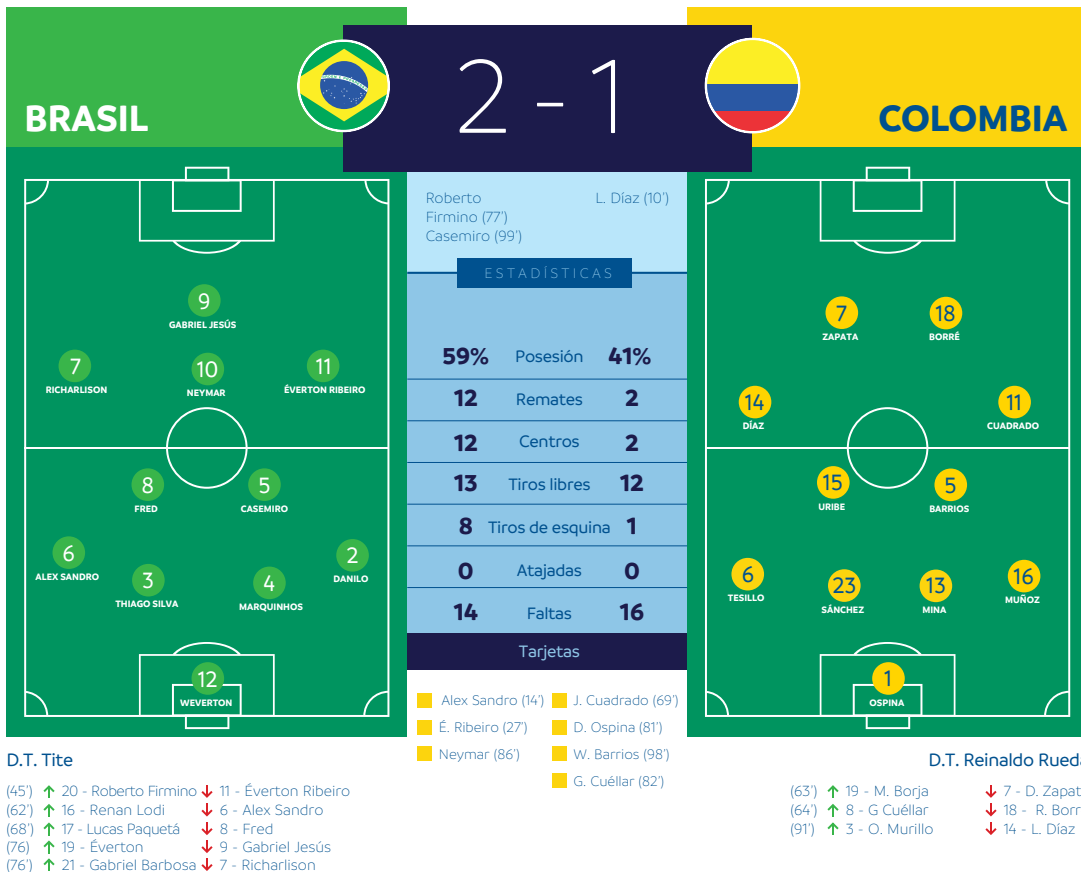 BRASIL
2 - 1
COLOMBIA
Roberto
Firmino (77')
Casemiro (99')
L. Díaz (10')
ESTADÍSTICAS
59% Posesión 41%
12 Remates 2
12 Centros 2
13 Tiros libres 12
8 Tiros de esquina 1
0 Atajadas 0
14 Faltas 16
Tarjetas
Alex Sandro (14') J. Cuadrado (69')
É. Ribeiro (27') D. Ospina (81')
Neymar (86') W. Barrios (98')
G. Cuéllar (82')
9
GABRIEL JESÚS
7 10 11
RICHARLISON NEYMAR ÉVERTON RIBEIRO
8 5
FRED CASEMIRO
6 3 4 2
ALEX SANDRO THIAGO SILVA MARQUINHOS DANILO
12
WEVERTON
7 18
ZAPATA BORRÉ
14 11
DÍAZ CUADRADO
15 5
URIBE BARRIOS
6 23 13 16
TESILLO SÁNCHEZ MINA MUÑOZ
1
OSPINA
D.T. Tite
(45') ↑ 20 - Roberto Firmino ↓ 11 - Éverton Ribeiro
(62') ↑ 16 - Renan Lodi ↓ 6 - Alex Sandro
(68') ↑ 17 - Lucas Paquetá ↓ 8 - Fred
(76) ↑ 19 - Éverton ↓ 9 - Gabriel Jesús
(76') ↑ 21 - Gabriel Barbosa ↓ 7 - Richarlison
D.T. Reinaldo Rueda
(63') ↑ 19 - M. Borja ↓ 7 - D. Zapat
(64') ↑ 8 - G Cuéllar ↓ 18 - R. Borr
(91') ↑ 3 - O. Murillo ↓ 14 - L. Díaz